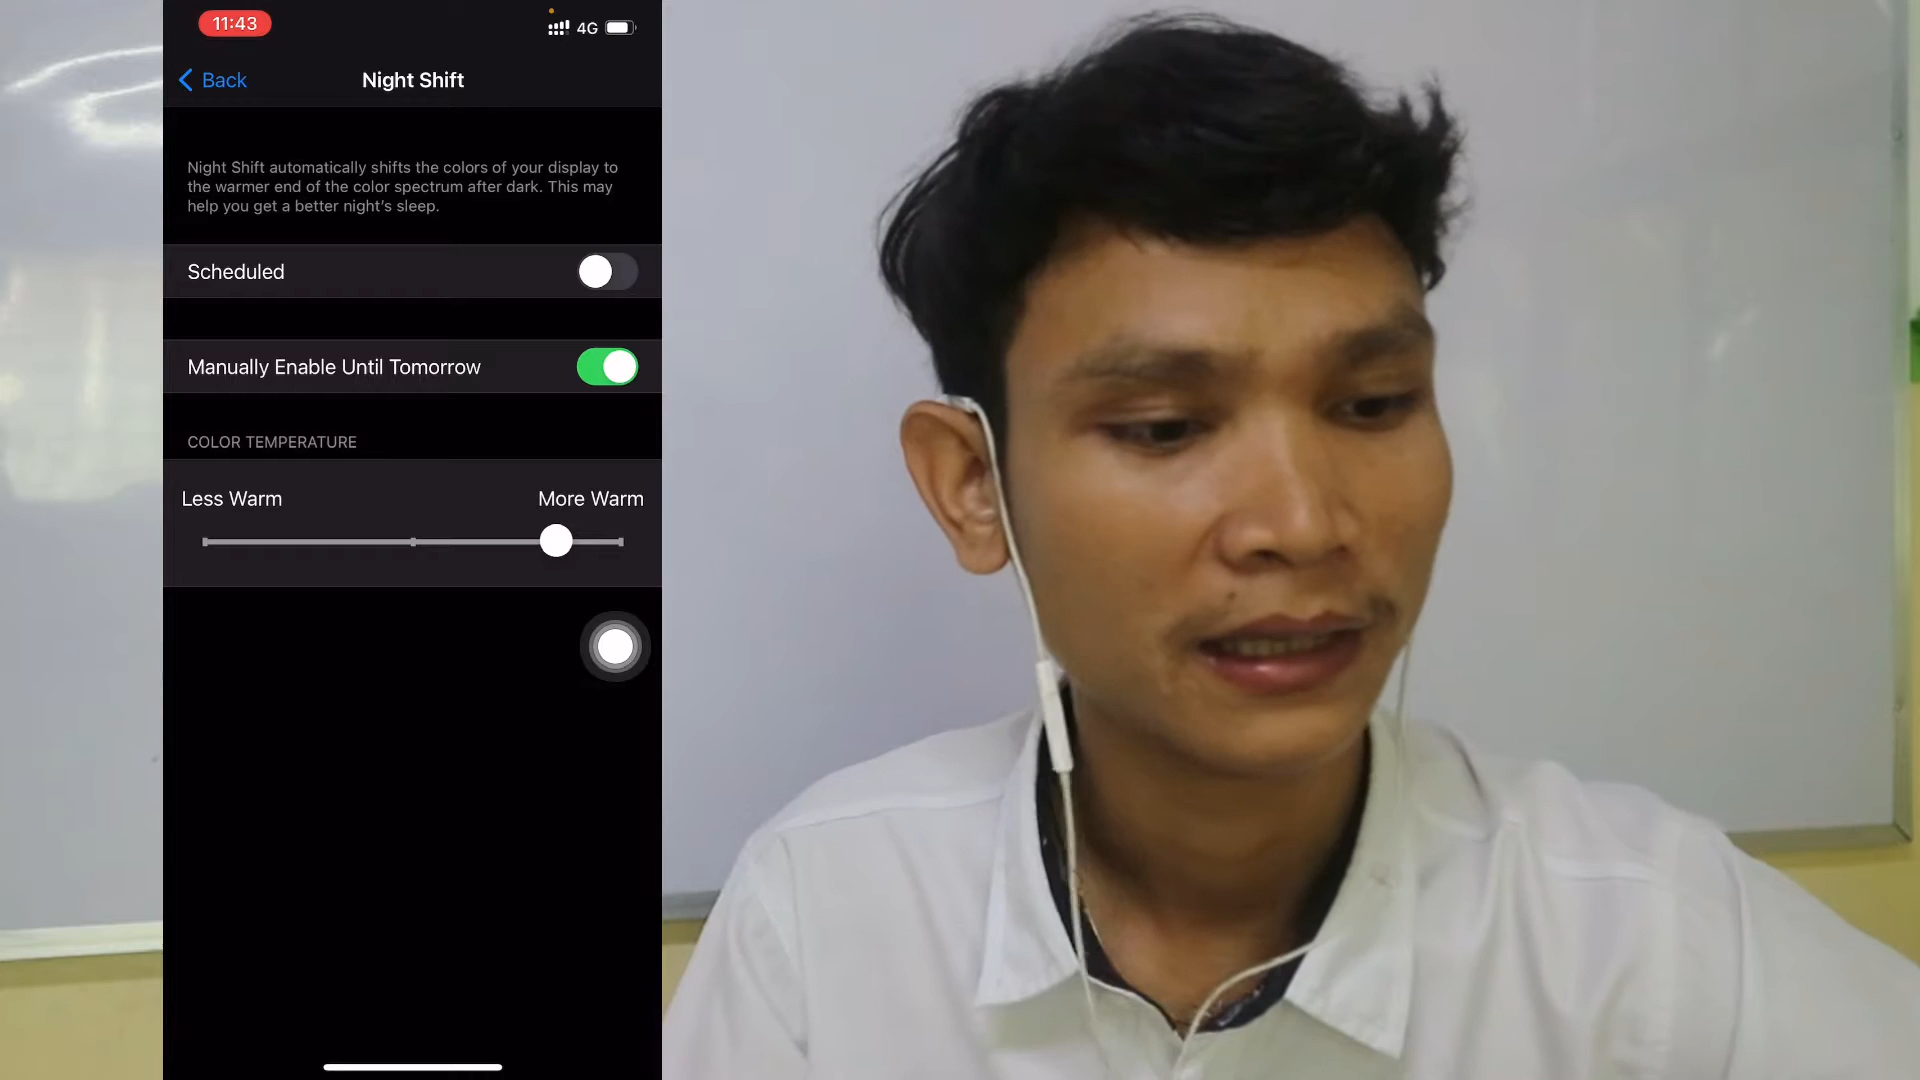 11:43
4G
Back
Night Shift
Night Shift automatically shifts the colors of your display to
the warmer end of the color spectrum after dark. This may
help you get a better night's sleep.
Scheduled
Manually Enable Until Tomorrow
COLOR TEMPERATURE
Less Warm
More Warm